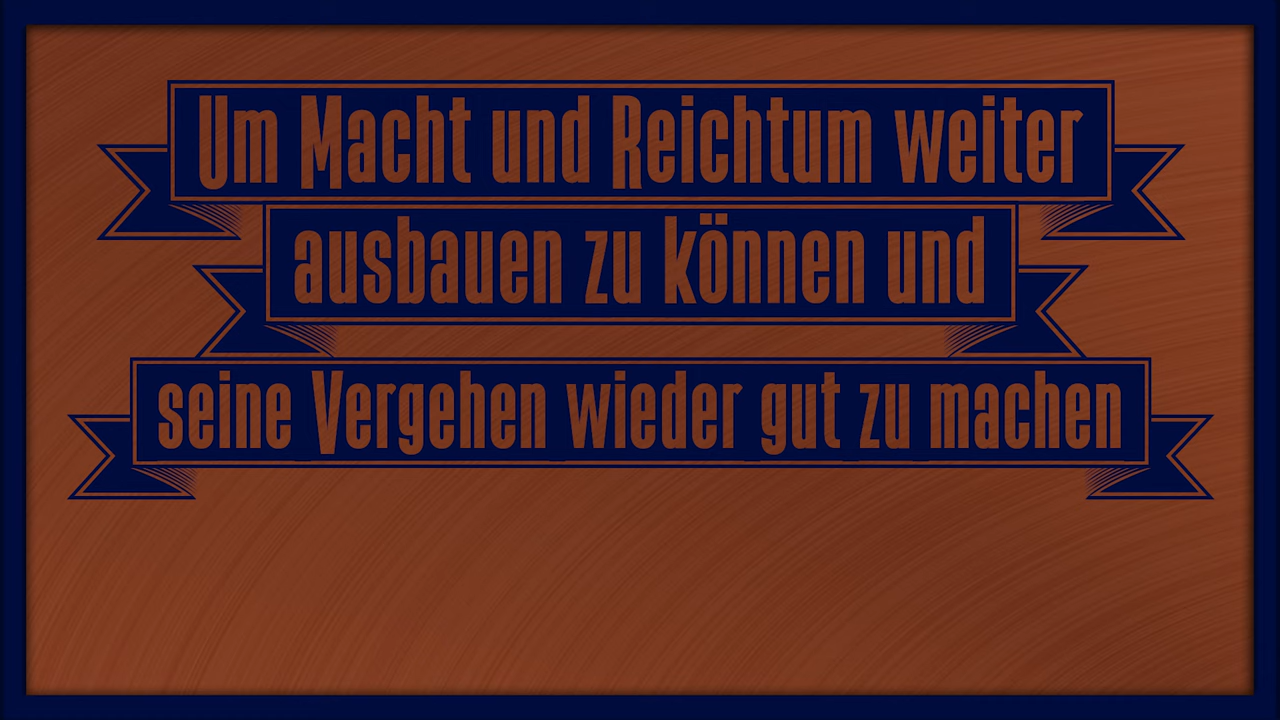 Um Macht und Reichtum weiter
ausbauen zu können und
seine Vergehen wieder gut zu machen